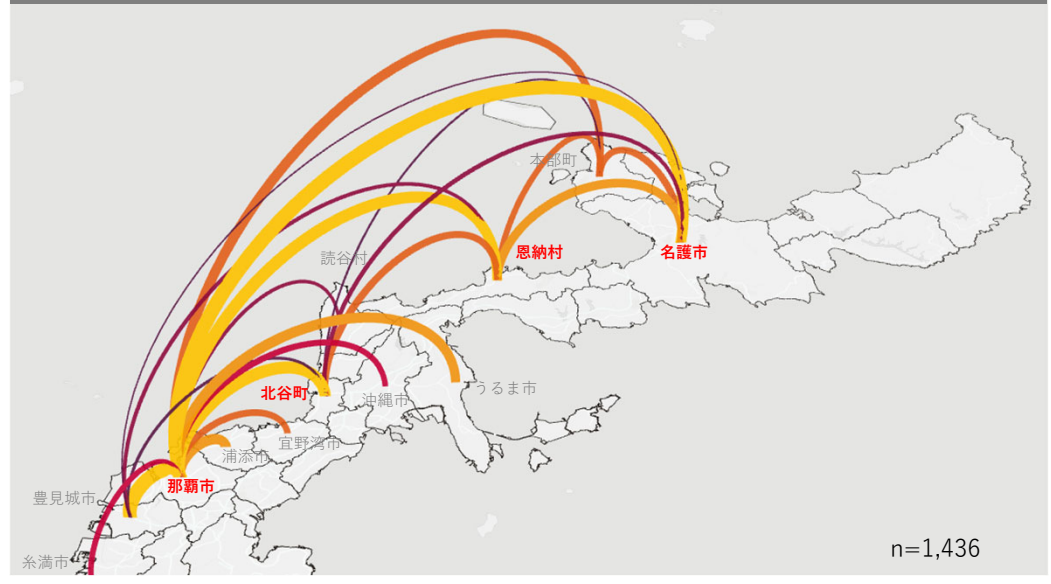 本部町
恩納村
名護市
読谷村
北谷町
沖縄市
うるま市
宜野湾市
浦添市
那覇市
豊見城市
糸満市
n=1,436